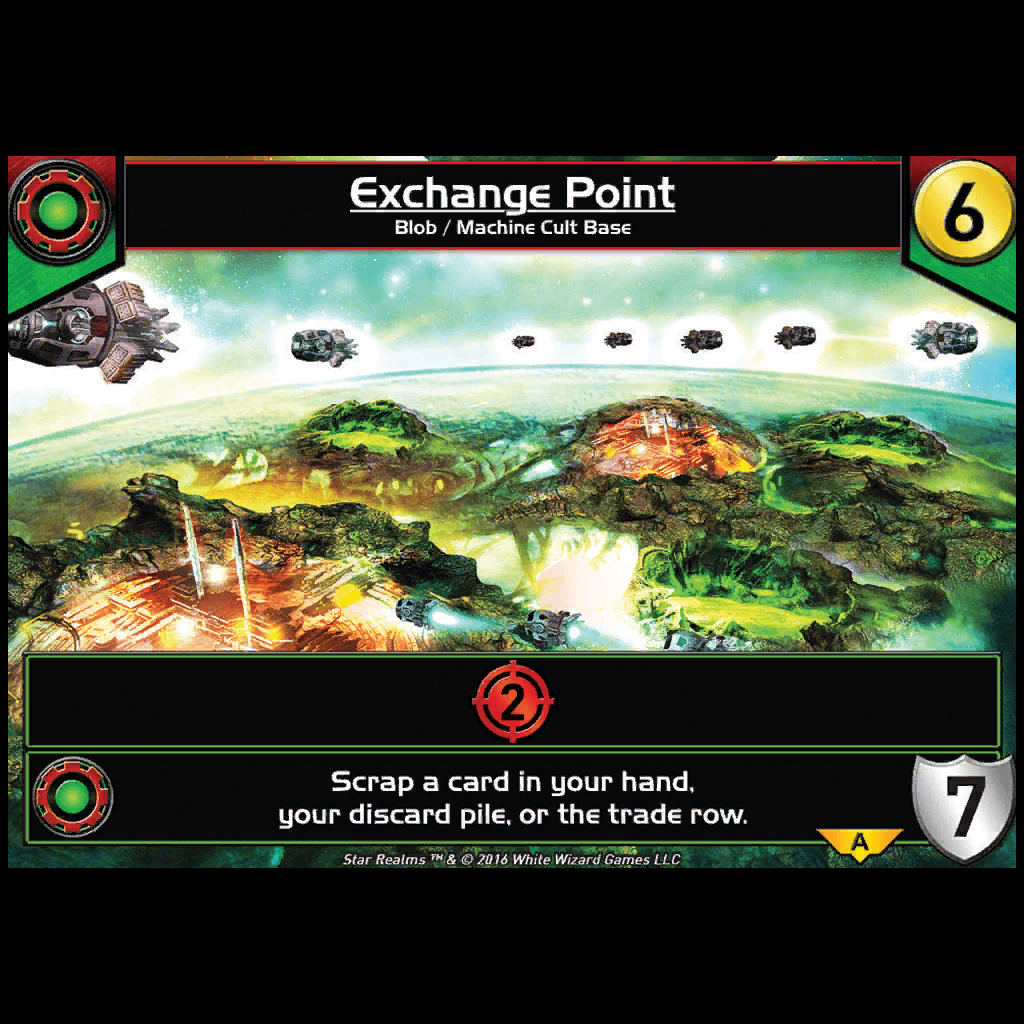 Exchange Point
Blob / Machine Cult Base
6
2
Scrap a card in your hand,
your discard pile, or the trade row.
7
A
Star Realms ™ & © 2016 White Wizard Games LLC